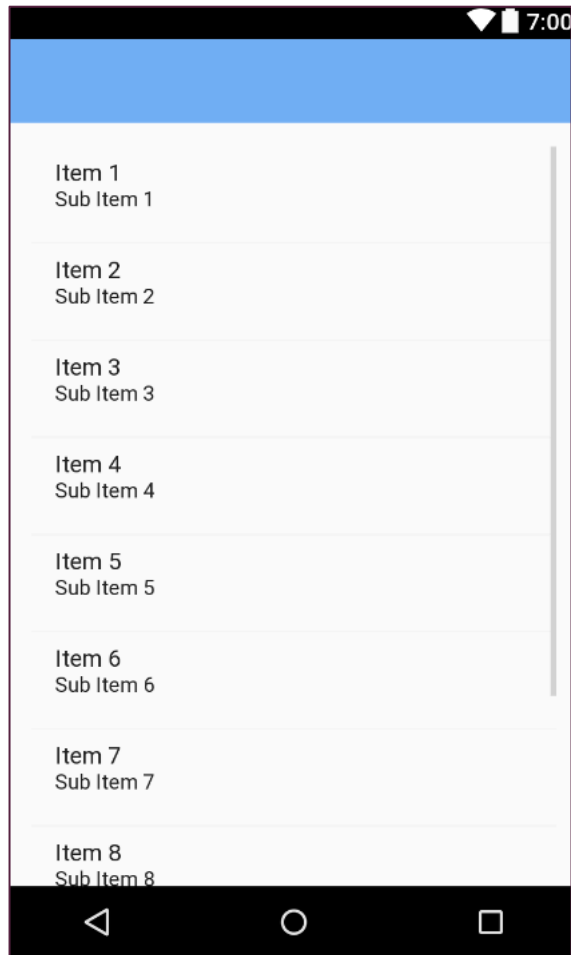 7:00
Item 1
Sub Item 1
Item 2
Sub Item 2
Item 3
Sub Item 3
Item 4
Sub Item 4
Item 5
Sub Item 5
Item 6
Sub Item 6
Item 7
Sub Item 7
Item 8
Sub Item 8